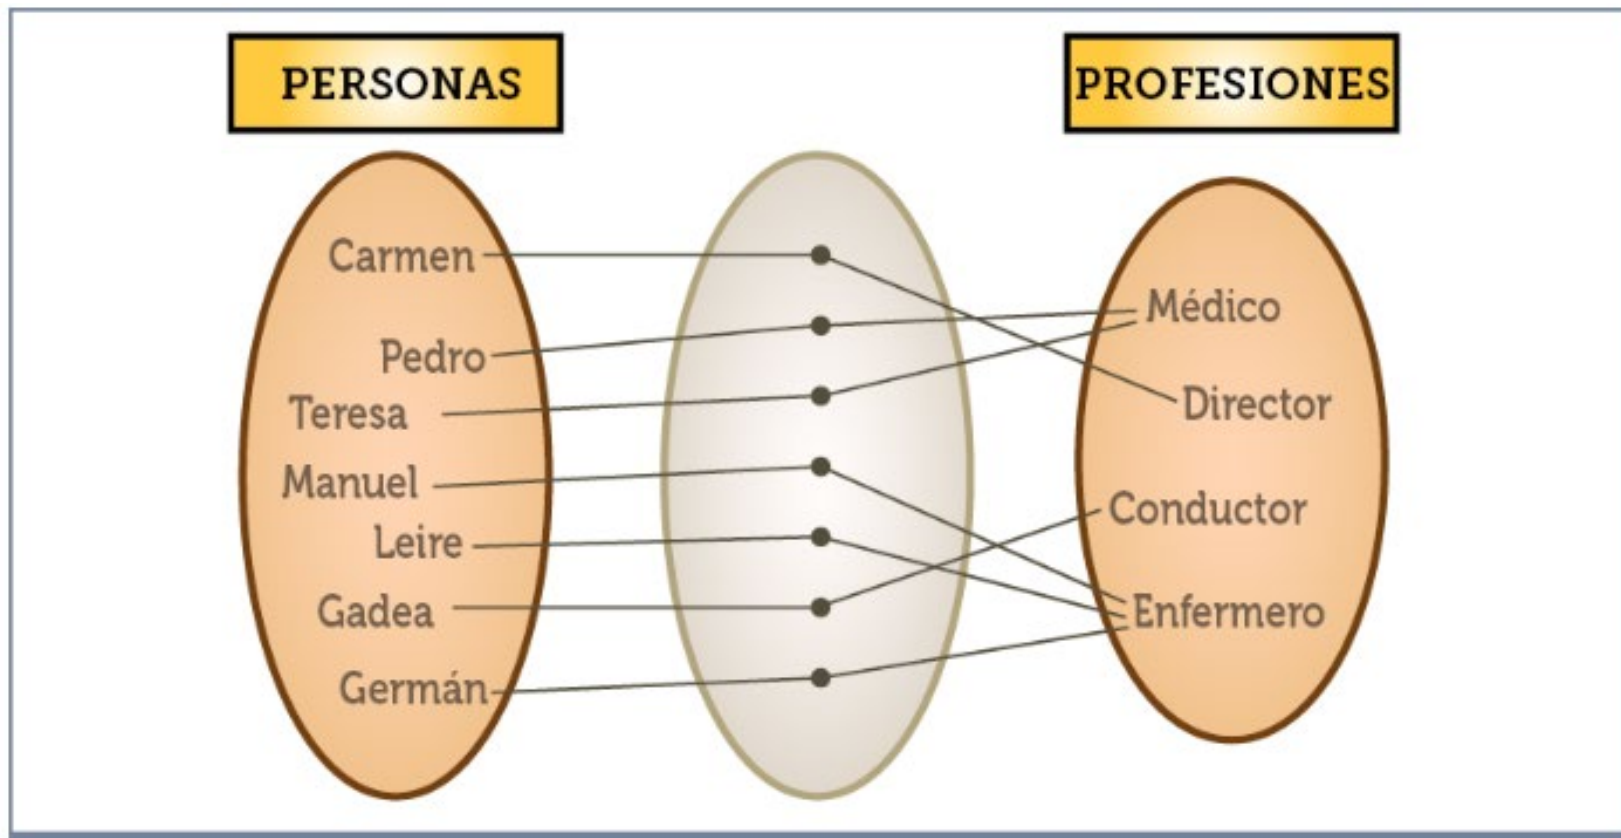 PERSONAS
PROFESIONES
Carmen
Pedro
Teresa
Manuel
Leire
Gadea
Germán
Médico
Director
Conductor
Enfermero